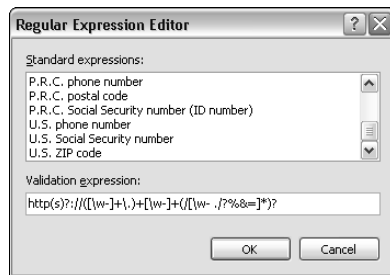 Regular Expression Editor
Standard expressions:
P.R.C. phone number
P.R.C. postal code
P.R.C. Social Security number (ID number)
U.S. phone number
U.S. Social Security number
U.S. ZIP code
Validation expression:
http(s)?://([\w-]+\.)+[\w-]+(/[\w- ./?%&=]*)?
OK
Cancel